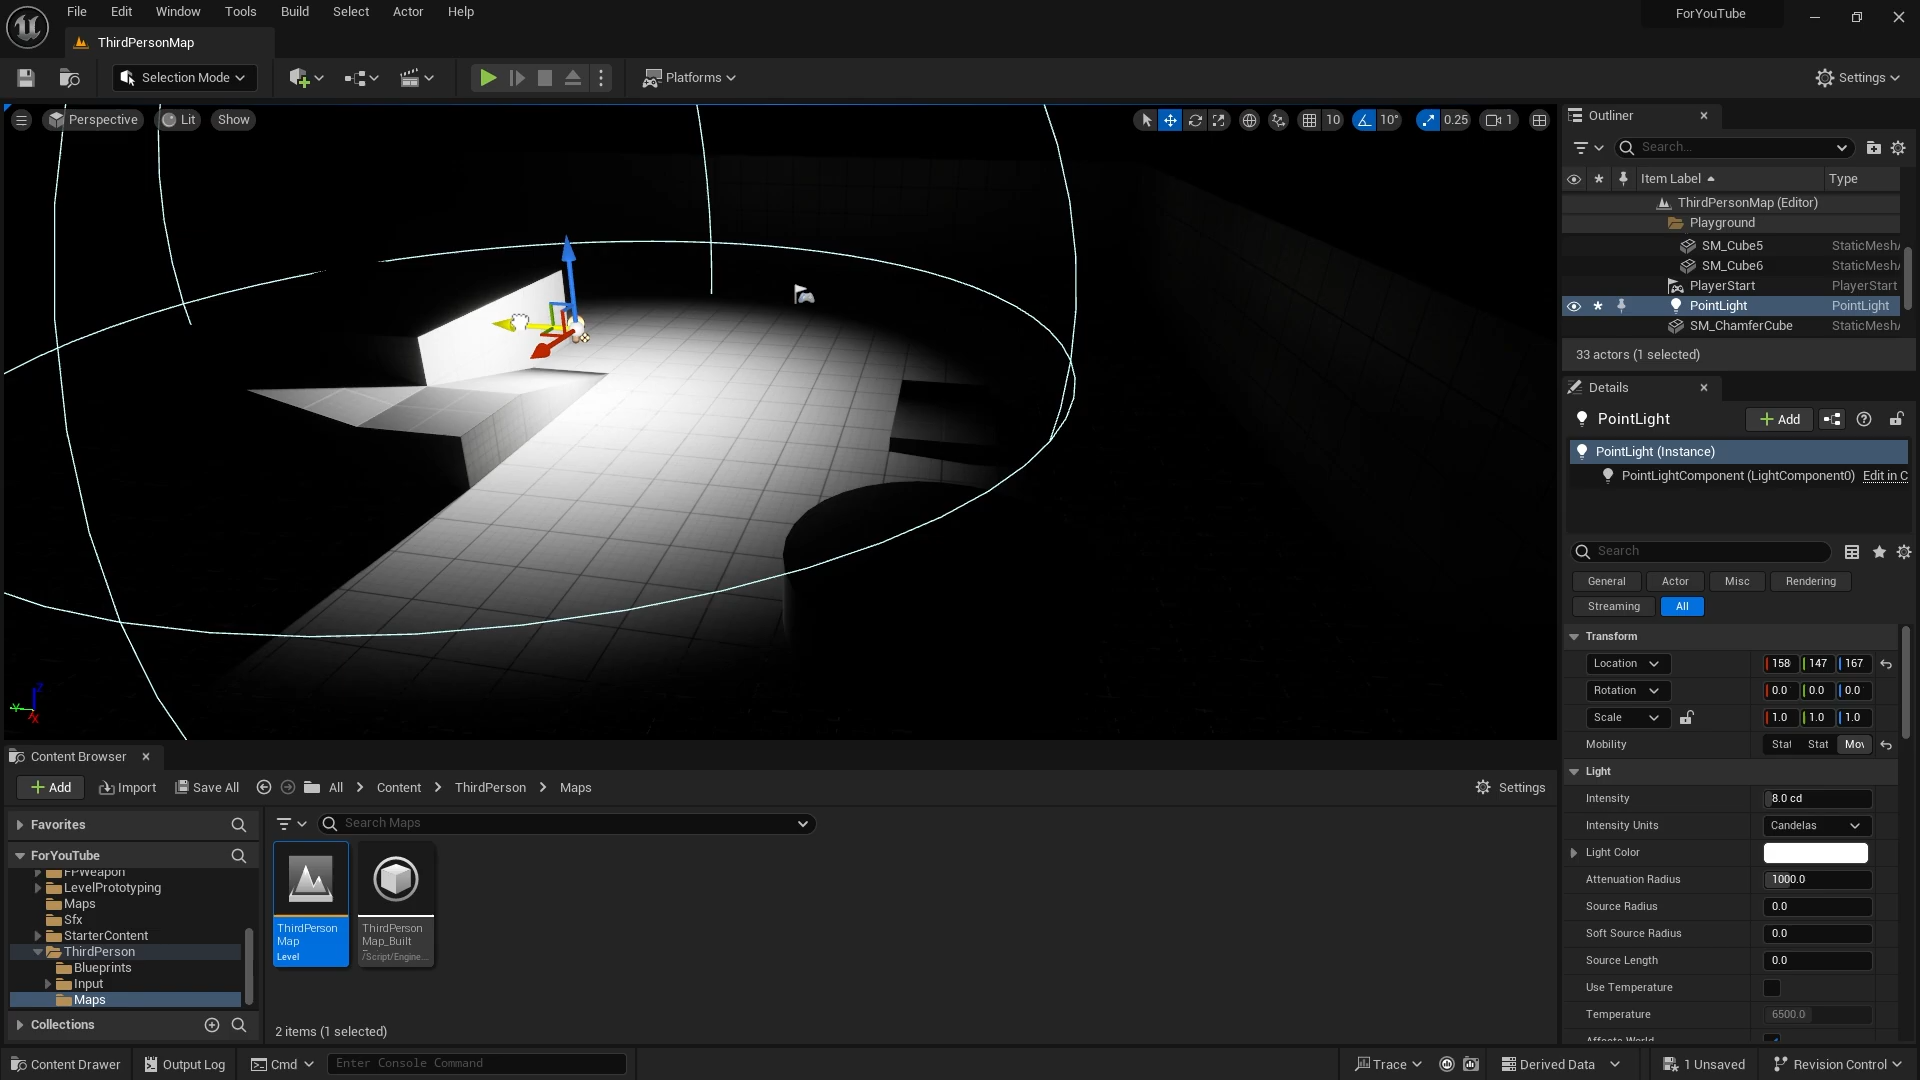 File Edit Window Tools Build Select Actor Help
ForYouTube
ThirdPersonMap
Selection Mode
Platforms
Settings
Perspective Lit Show
10 10° 0.25 1
Outliner
Search...
Item Label Type
ThirdPersonMap (Editor)
Playground
SM_Cube5 StaticMesh
SM_Cube6 StaticMesh
PlayerStart PlayerStart
PointLight PointLight
SM_ChamferCube StaticMesh
33 actors (1 selected)
Details
PointLight Add
PointLight (Instance)
PointLightComponent (LightComponent0) Edit in C
Search
General Actor Misc Rendering
Streaming All
Transform
Location 158 147 167
Rotation 0.0 0.0 0.0
Scale 1.0 1.0 1.0
Mobility Stat Stat Mov
Light
Intensity 8.0 cd
Intensity Units Candelas
Light Color
Attenuation Radius 1000.0
Source Radius 0.0
Soft Source Radius 0.0
Source Length 0.0
Use Temperature
Temperature 6500.0
Affects World
Z
Y
X
Content Browser
Add Import Save All All Content ThirdPerson Maps Settings
Favorites
ForYouTube
FPWeapon
LevelPrototyping
Maps
Sfx
StarterContent
ThirdPerson
Blueprints
Input
Maps
Collections
Search Maps
ThirdPerson
Map
Level
ThirdPerson
Map_Built
/Script/Engine...
2 items (1 selected)
Content Drawer Output Log Cmd Enter Console Command Trace Derived Data 1 Unsaved Revision Control